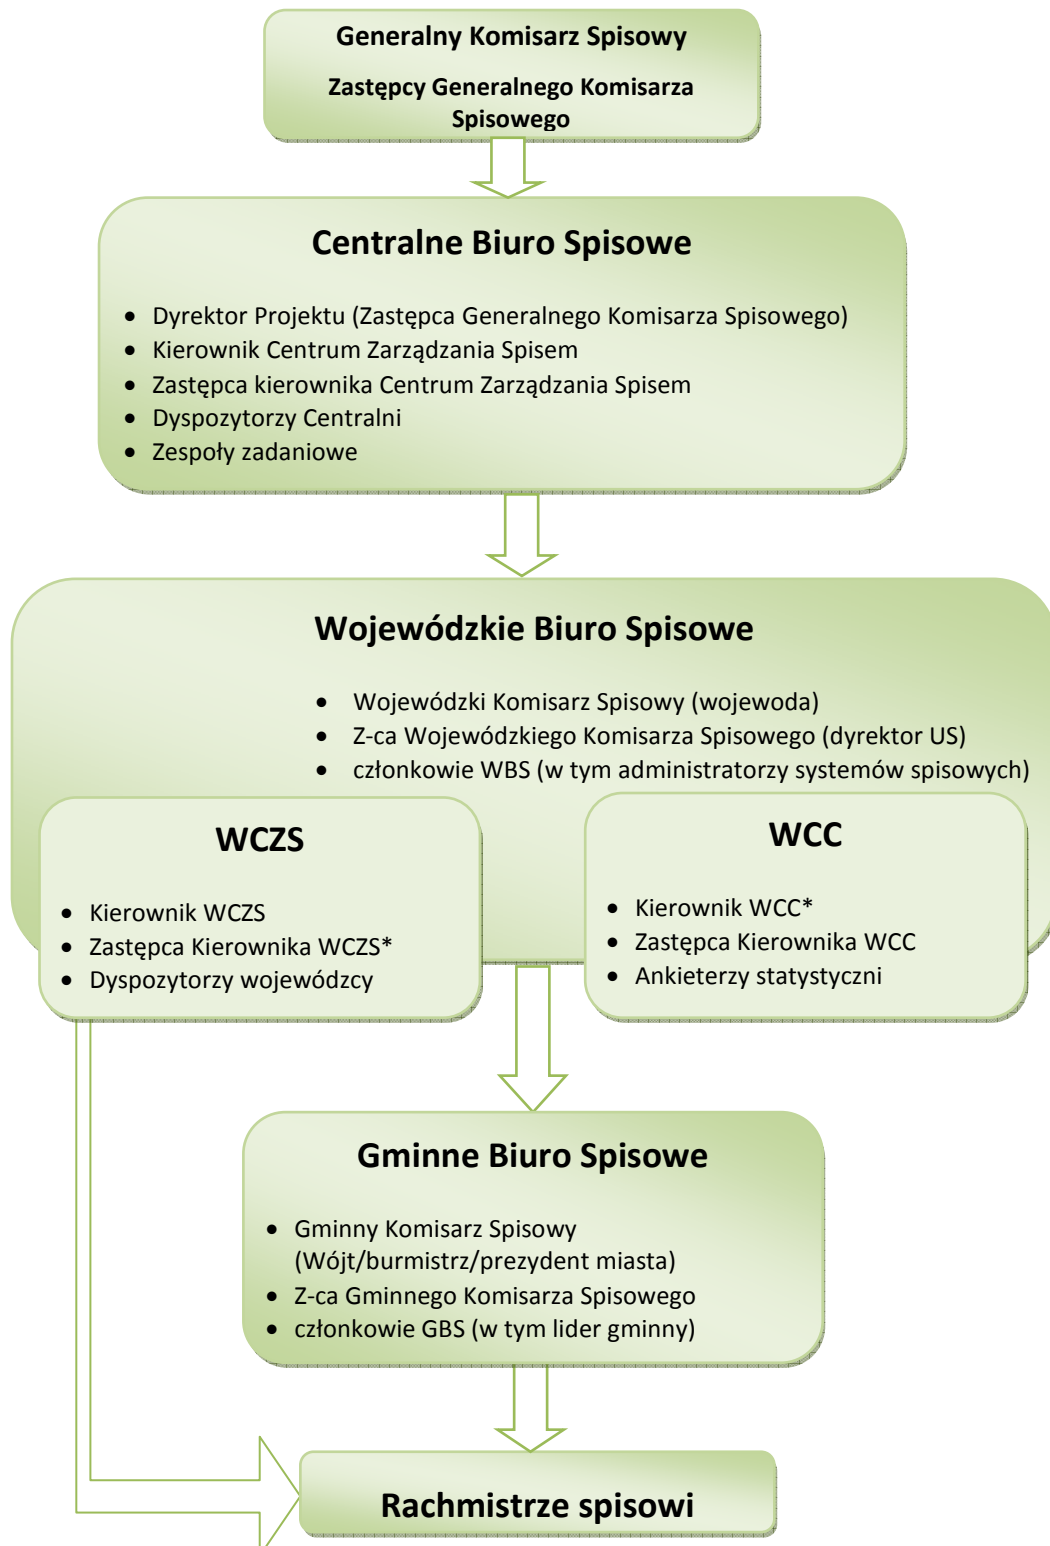 Generalny Komisarz Spisowy
Zastępcy Generalnego Komisarza
Spisowego
Centralne Biuro Spisowe
• Dyrektor Projektu (Zastępca Generalnego Komisarza Spisowego)
• Kierownik Centrum Zarządzania Spisem
• Zastępca kierownika Centrum Zarządzania Spisem
• Dyspozytorzy Centralni
• Zespoły zadaniowe
Wojewódzkie Biuro Spisowe
• Wojewódzki Komisarz Spisowy (wojewoda)
• Z-ca Wojewódzkiego Komisarza Spisowego (dyrektor US)
• członkowie WBS (w tym administratorzy systemów spisowych)
WCZS
• Kierownik WCZS
• Zastępca Kierownika WCZS*
• Dyspozytorzy wojewódzcy
WCC
• Kierownik WCC*
• Zastępca Kierownika WCC
• Ankieterzy statystyczni
Gminne Biuro Spisowe
• Gminny Komisarz Spisowy
(Wójt/burmistrz/prezydent miasta)
• Z-ca Gminnego Komisarza Spisowego
• członkowie GBS (w tym lider gminny)
Rachmistrze spisowi